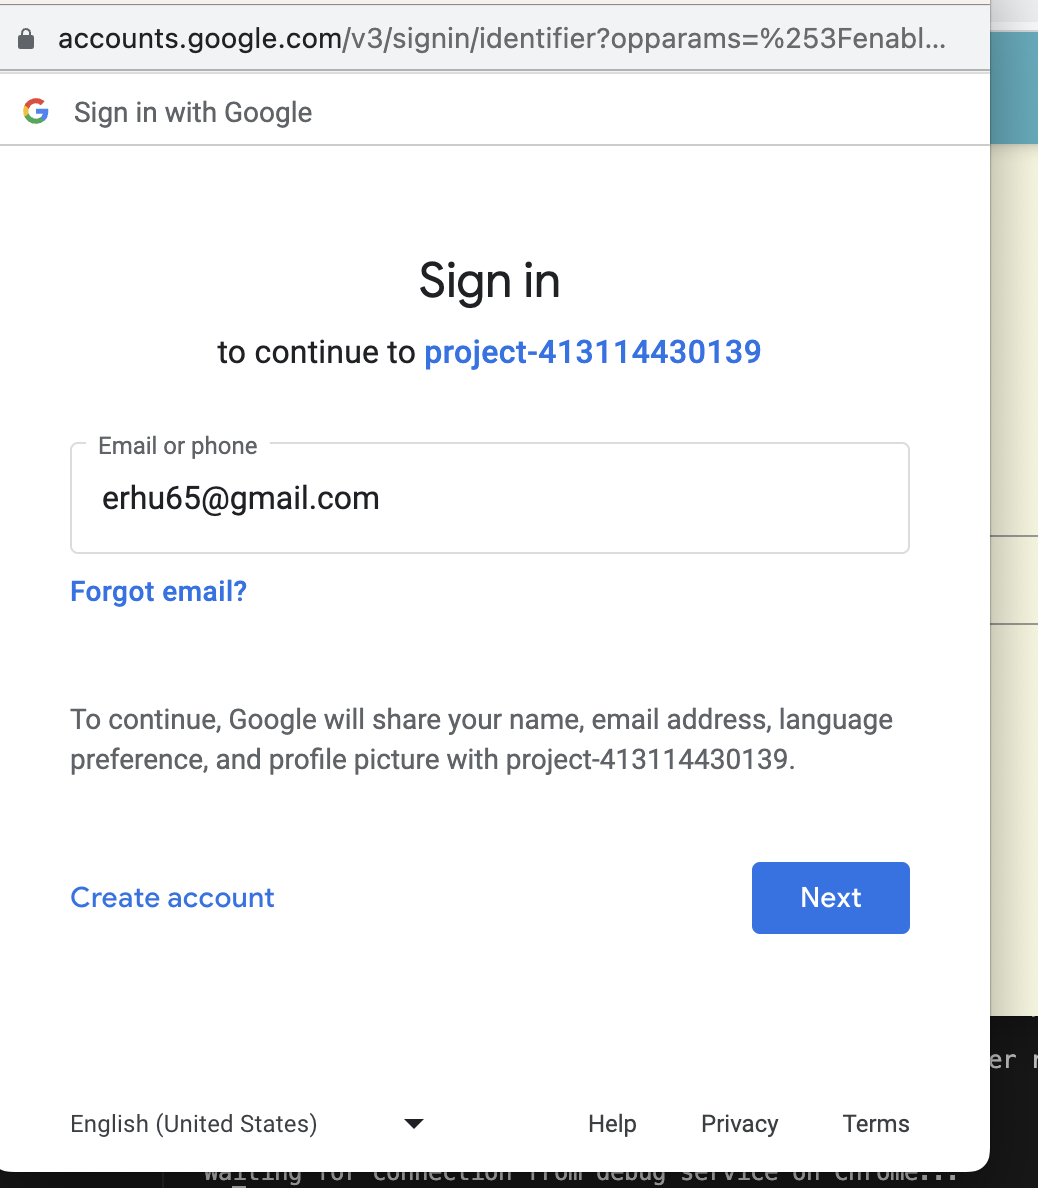 accounts.google.com/v3/signin/identifier?opparams=%253Fenabl...
Sign in with Google
Sign in
to continue to project-413114430139
Email or phone
erhu65@gmail.com
Forgot email?
To continue, Google will share your name, email address, language
preference, and profile picture with project-413114430139.
Create account
Next
er
English (United States)
Help
Privacy
Terms
Waiting for connection from debug service on Chrome...